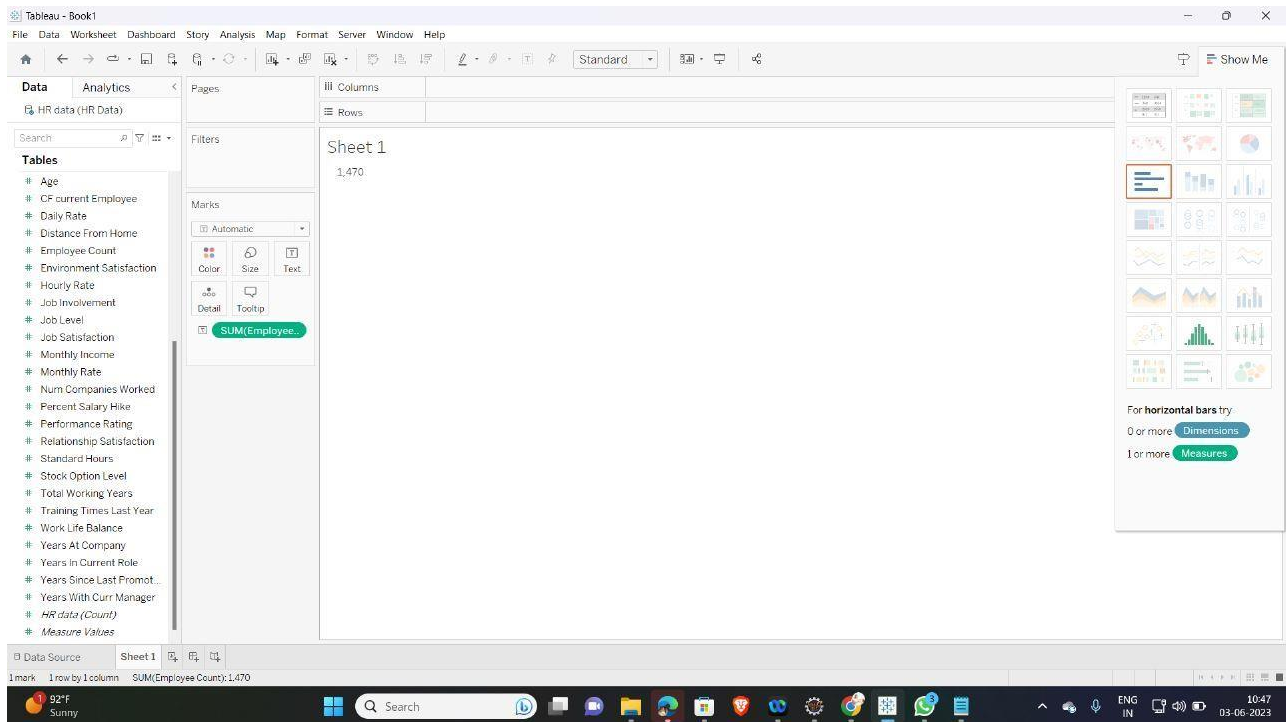 Tableau - Book1
File Data Worksheet Dashboard Story Analysis Map Format Server Window Help
Standard
Show Me
Data Analytics
HR data (HR Data)
Search
Tables
Age
CF current Employee
Daily Rate
Distance From Home
Employee Count
Environment Satisfaction
Hourly Rate
Job Involvement
Job Level
Job Satisfaction
Monthly Income
Monthly Rate
Num Companies Worked
Percent Salary Hike
Performance Rating
Relationship Satisfaction
Standard Hours
Stock Option Level
Total Working Years
Training Times Last Year
Work Life Balance
Years At Company
Years In Current Role
Years Since Last Promot...
Years With Curr Manager
HR data (Count)
Measure Values
Pages
Filters
Marks
Automatic
Color Size Text
Detail Tooltip
SUM(Employee..
Columns
Rows
Sheet 1
1,470
For horizontal bars try
0 or more Dimensions
1 or more Measures
Data Source Sheet 1
1 mark 1 row by 1 column SUM(Employee Count): 1,470
1
92°F
Sunny
Search
3
ENG
IN
10:47
03-06-2023